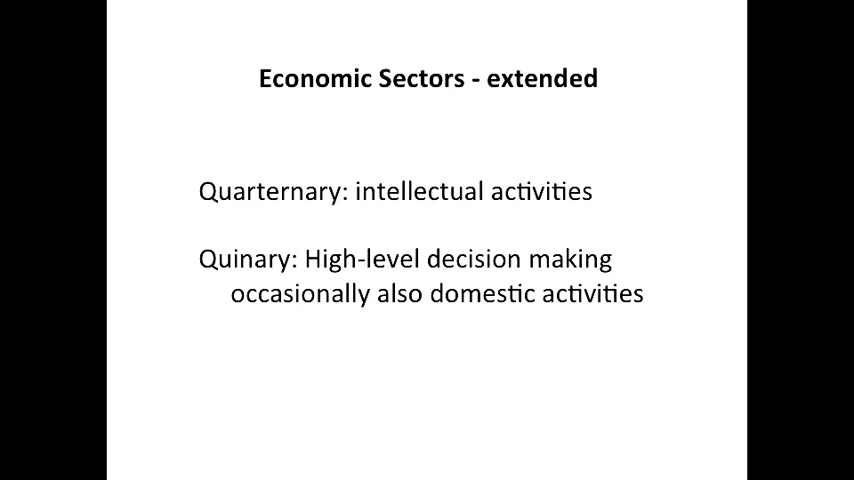 Economic Sectors - extended
Quarternary: intellectual activities
Quinary: High-level decision making
occasionally also domestic activities